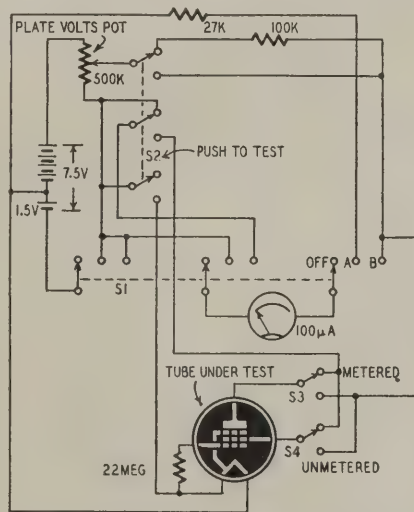 27K
PLATE VOLTS POT
100K
500K
S2
PUSH TO TEST
7.5V
1.5V
OFF
A
B
S1
100µA
TUBE UNDER TEST
METERED
S3
S4
22MEG
UNMETERED